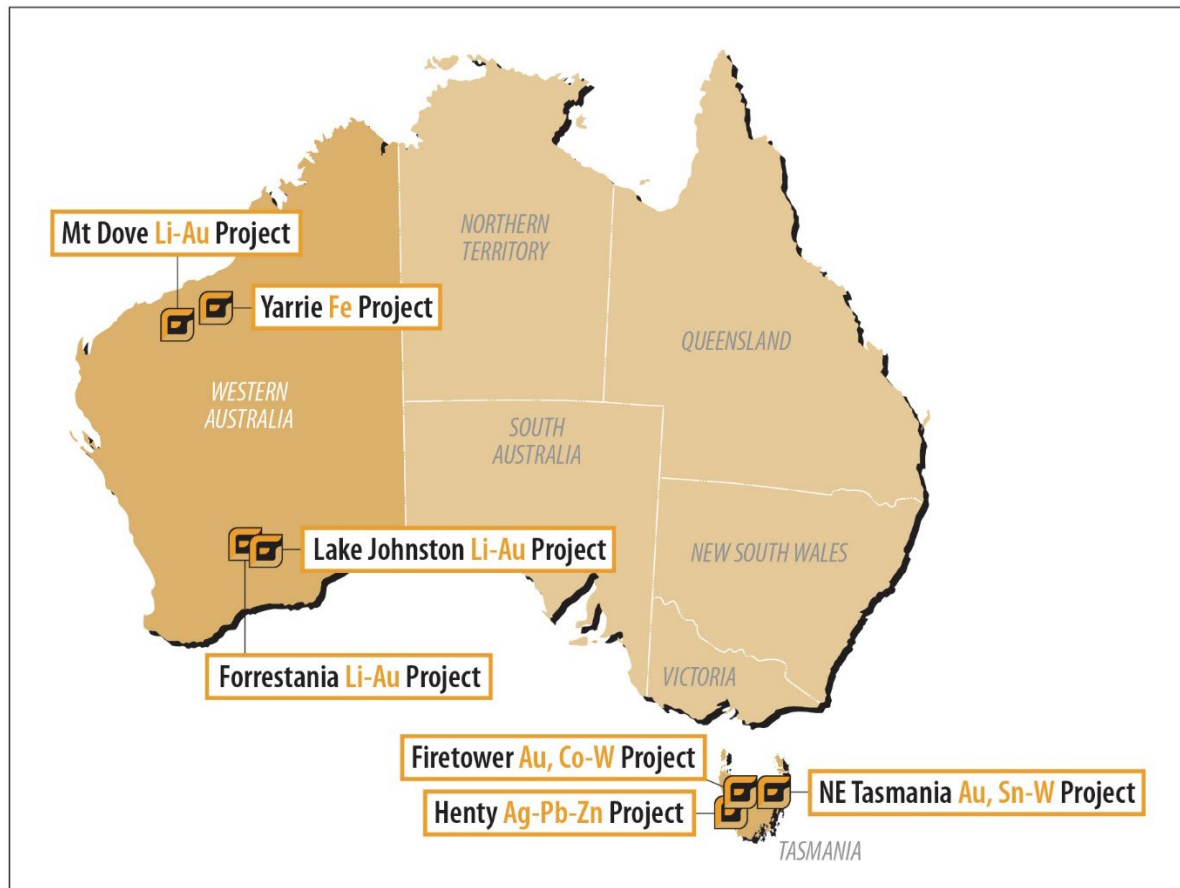 NORTHERN
TERRITORY
Mt Dove Li-Au Project
Yarrie Fe Project
QUEENSLAND
WESTERN
AUSTRALIA
SOUTH
AUSTRALIA
Lake Johnston Li-Au Project
NEW SOUTH WALES
Forrestania Li-Au Project
VICTORIA
Firetower Au, Co-W Project
NE Tasmania Au, Sn-W Project
Henty Ag-Pb-Zn Project
TASMANIA